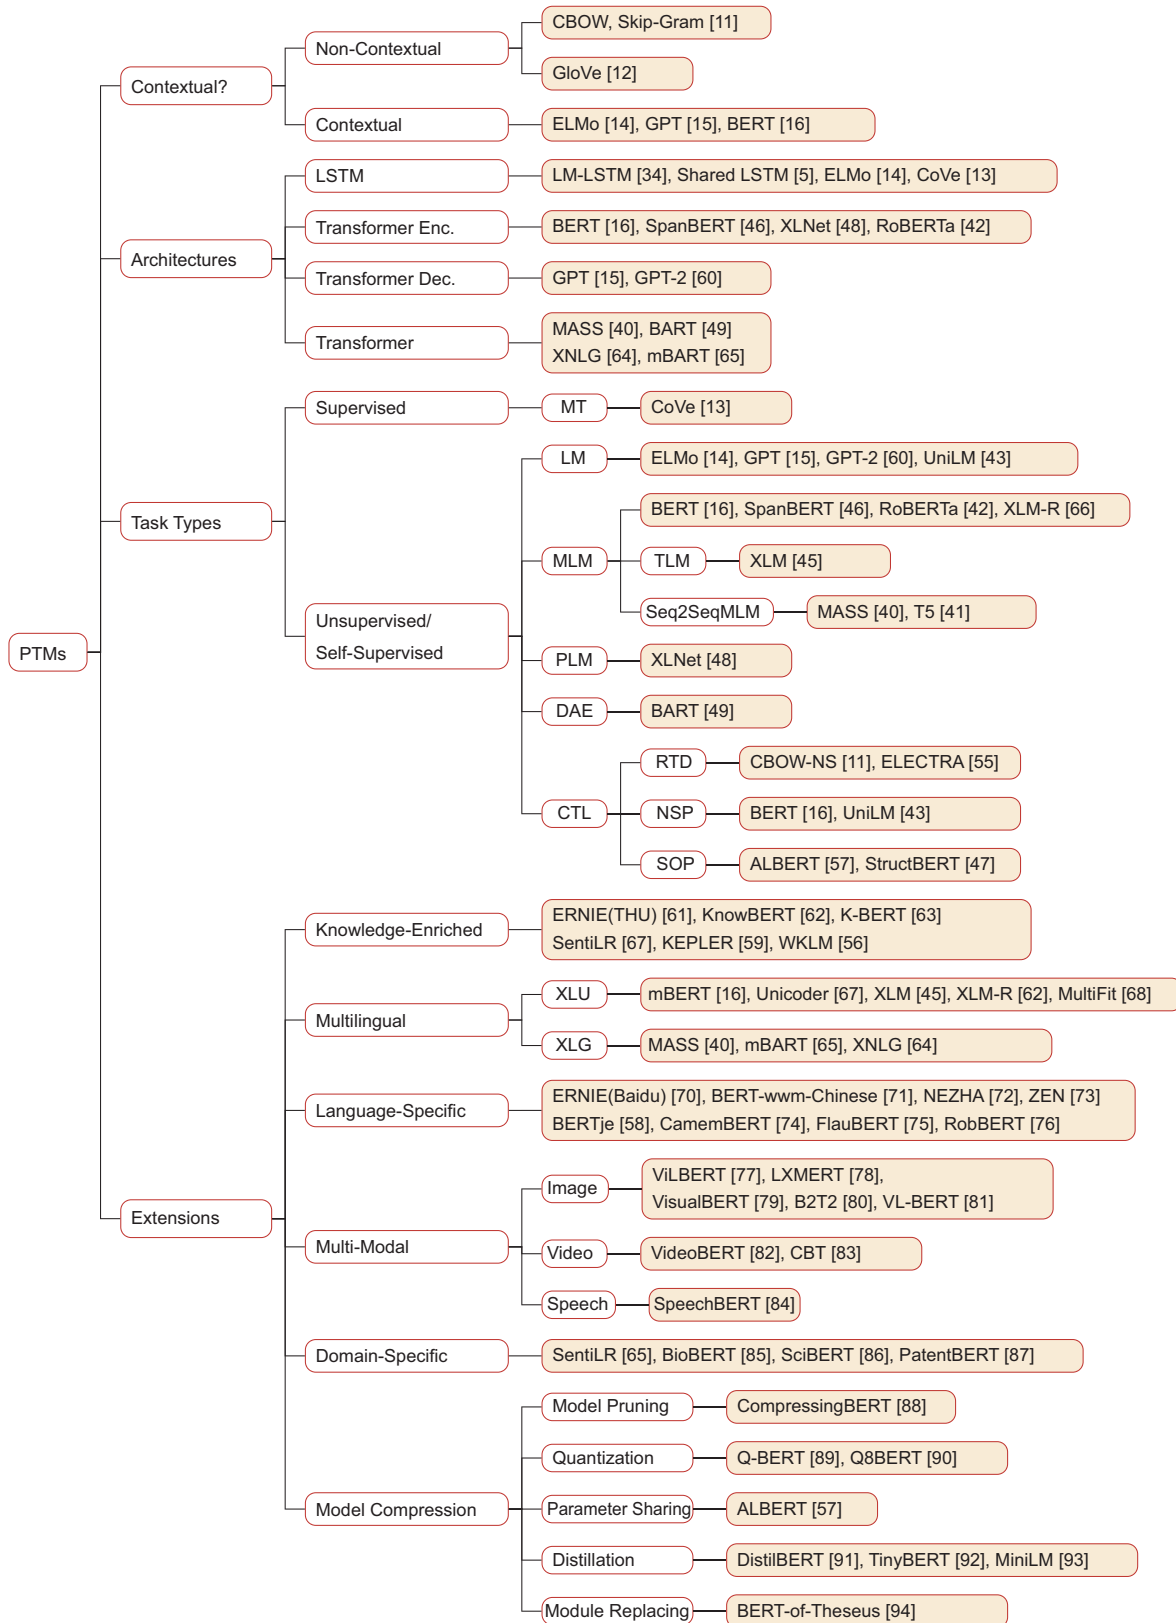 CBOW, Skip-Gram [11]
Non-Contextual
GloVe [12]
Contextual?
Contextual
ELMo [14], GPT [15], BERT [16]
LSTM
LM-LSTM [34], Shared LSTM [5], ELMo [14], CoVe [13]
Transformer Enc.
BERT [16], SpanBERT [46], XLNet [48], RoBERTa [42]
Architectures
Transformer Dec.
GPT [15], GPT-2 [60]
Transformer
MASS [40], BART [49]
XNLG [64], mBART [65]
Supervised
MT
CoVe [13]
LM
ELMo [14], GPT [15], GPT-2 [60], UniLM [43]
BERT [16], SpanBERT [46], RoBERTa [42], XLM-R [66]
Task Types
MLM
TLM
XLM [45]
Seq2SeqMLM
MASS [40], T5 [41]
Unsupervised/
Self-Supervised
PTMs
PLM
XLNet [48]
DAE
BART [49]
RTD
CBOW-NS [11], ELECTRA [55]
CTL
NSP
BERT [16], UniLM [43]
SOP
ALBERT [57], StructBERT [47]
Knowledge-Enriched
ERNIE(THU) [61], KnowBERT [62], K-BERT [63]
SentiLR [67], KEPLER [59], WKLM [56]
XLU
mBERT [16], Unicoder [67], XLM [45], XLM-R [62], MultiFit [68]
Multilingual
XLG
MASS [40], mBART [65], XNLG [64]
Language-Specific
ERNIE(Baidu) [70], BERT-wwm-Chinese [71], NEZHA [72], ZEN [73]
BERTje [58], CamemBERT [74], FlauBERT [75], RobBERT [76]
Extensions
Image
ViLBERT [77], LXMERT [78],
VisualBERT [79], B2T2 [80], VL-BERT [81]
Multi-Modal
Video
VideoBERT [82], CBT [83]
Speech
SpeechBERT [84]
Domain-Specific
SentiLR [65], BioBERT [85], SciBERT [86], PatentBERT [87]
Model Pruning
CompressingBERT [88]
Quantization
Q-BERT [89], Q8BERT [90]
Model Compression
Parameter Sharing
ALBERT [57]
Distillation
DistilBERT [91], TinyBERT [92], MiniLM [93]
Module Replacing
BERT-of-Theseus [94]